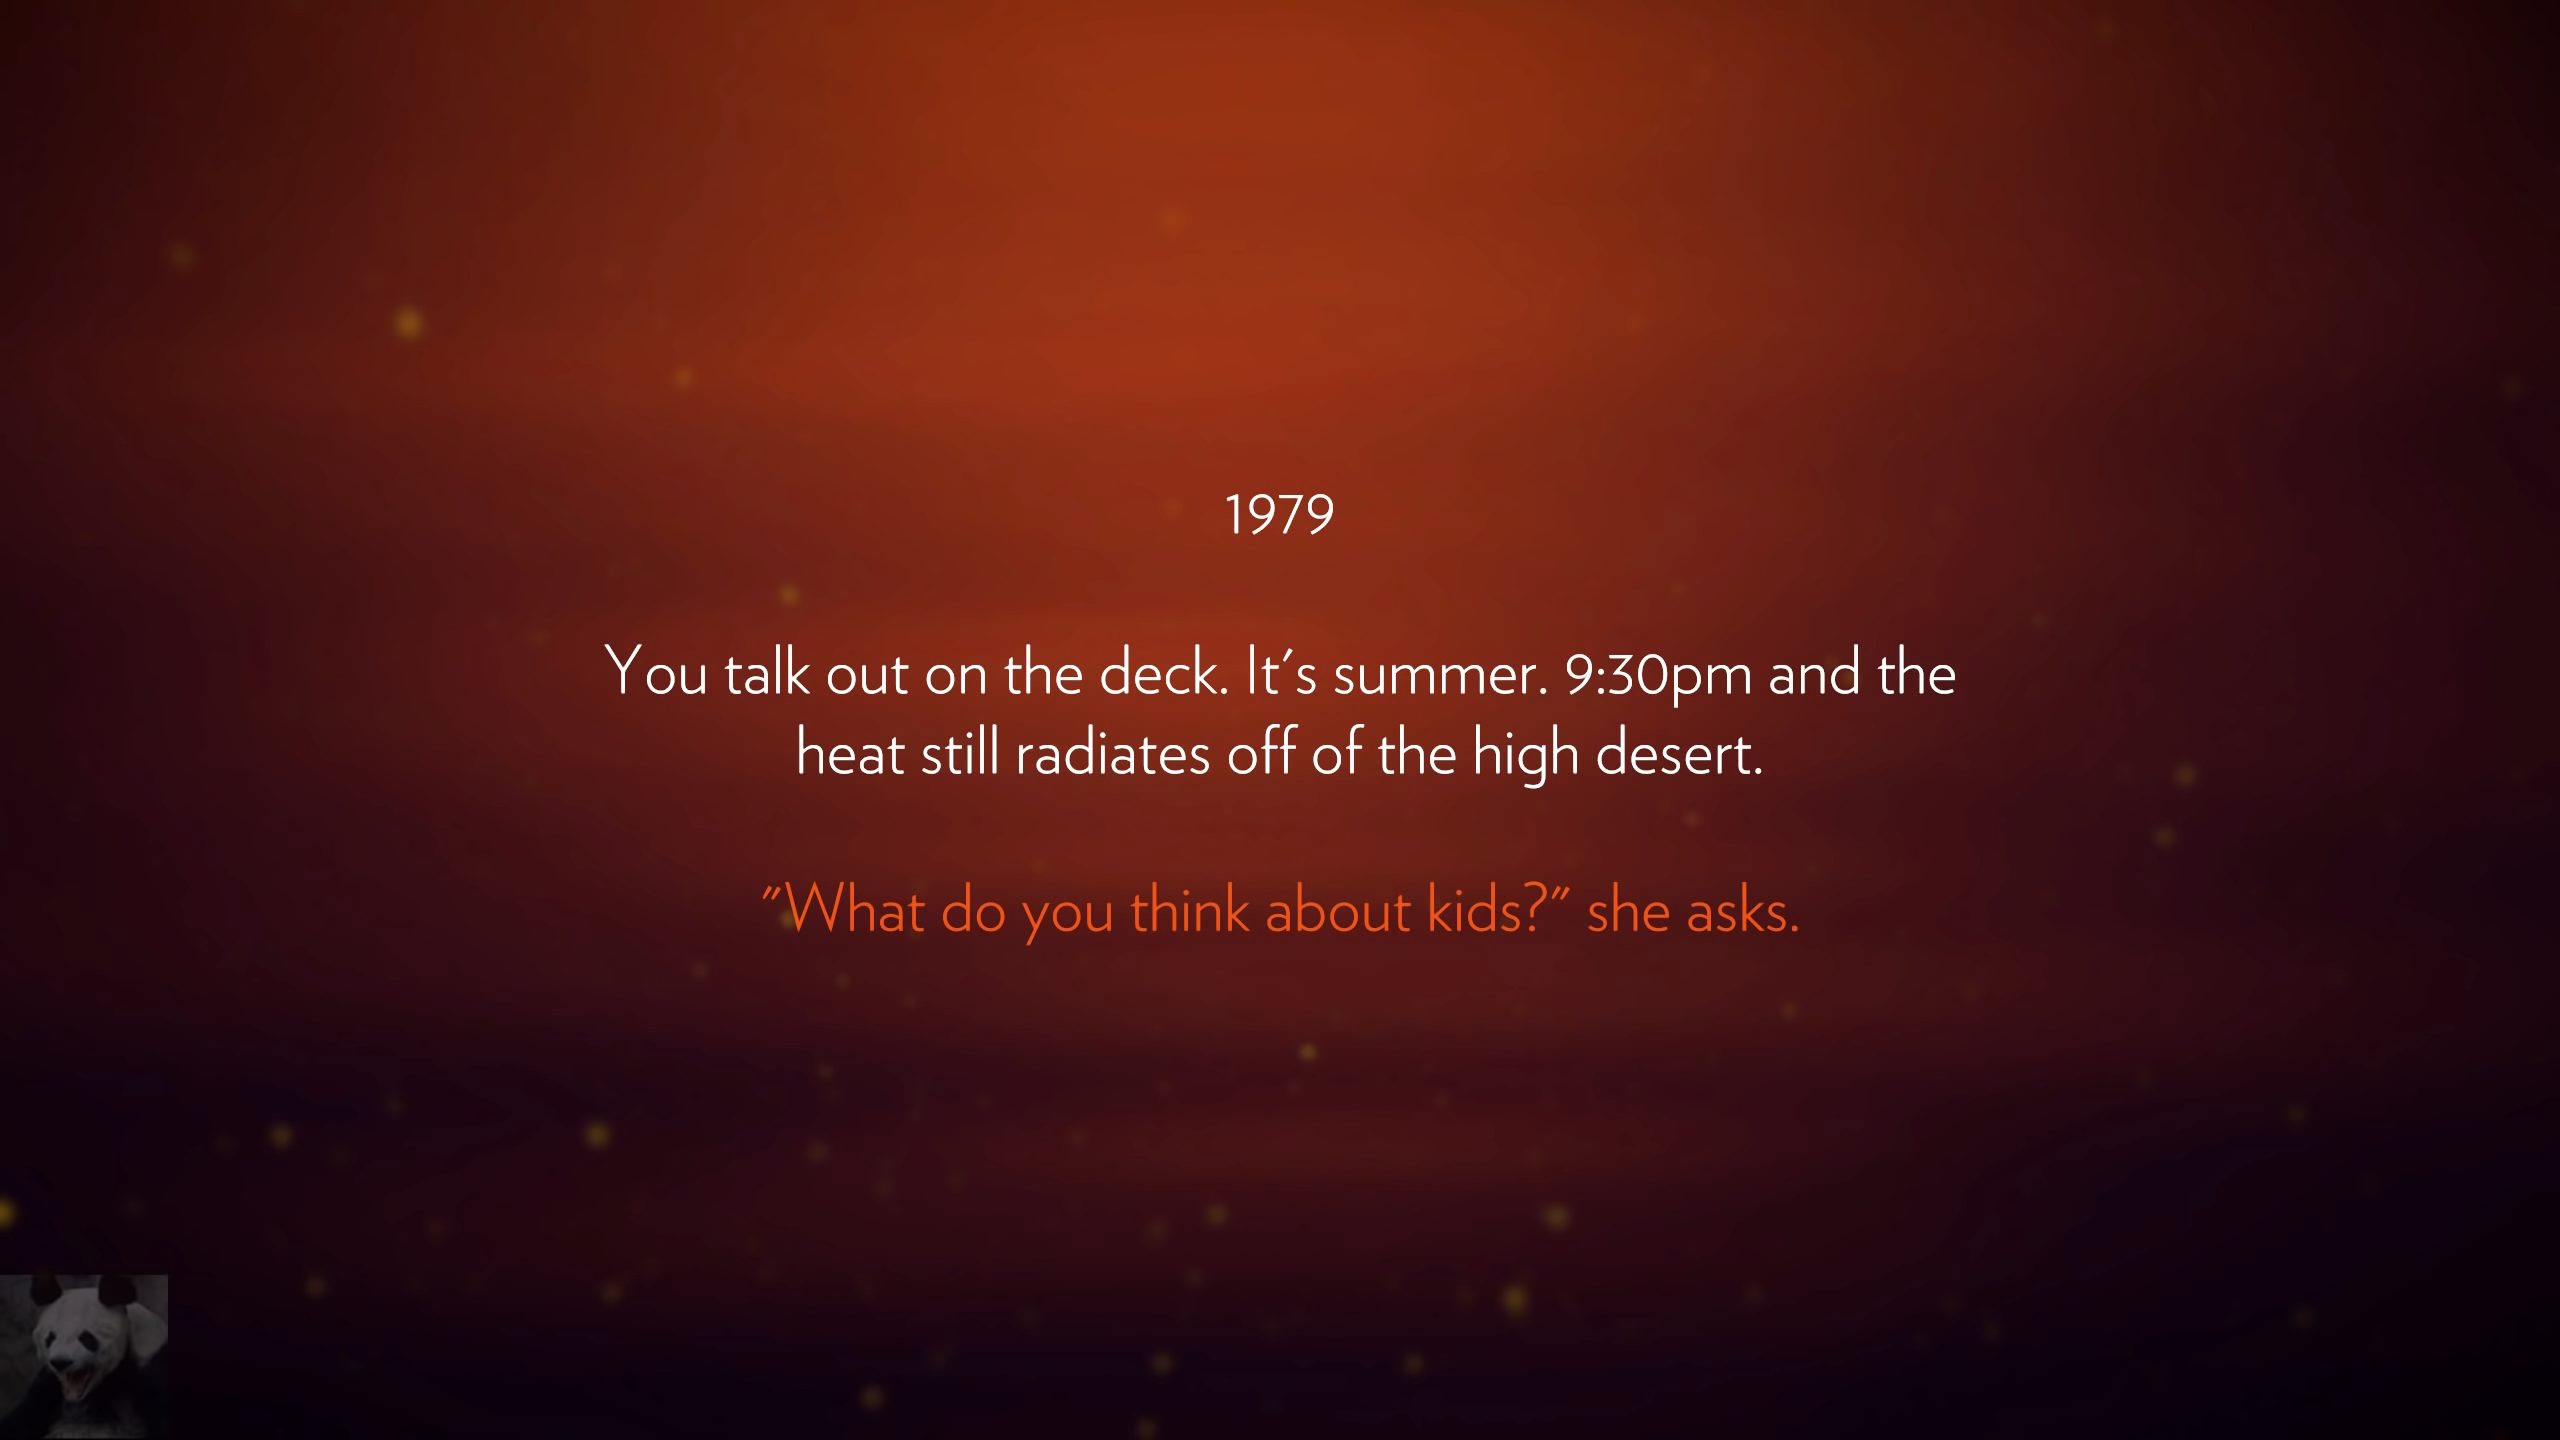 1979
You talk out on the deck. It's summer. 9:30pm and the
heat still radiates off of the high desert.
"What do you think about kids?" she asks.